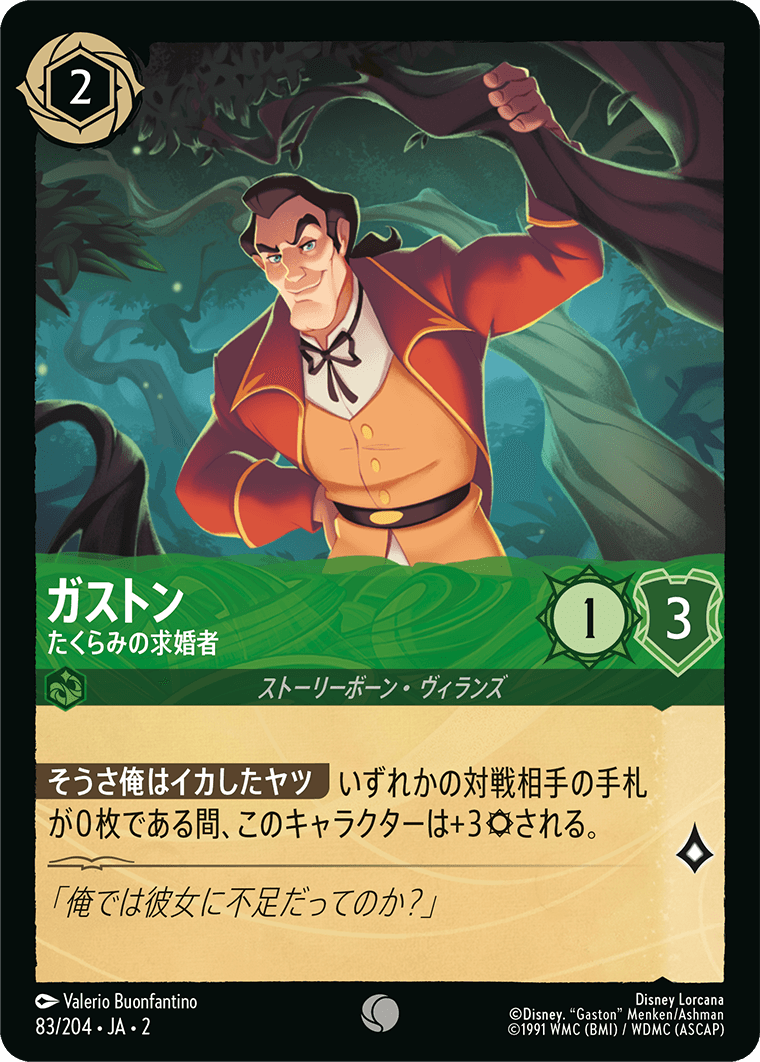 2
ガストン
たくらみの求婚者
1
3
ストーリーボーン・ヴィランズ
そうさ俺はイカしたヤツ いずれかの対戦相手の手札
が0枚である間、このキャラクターは+3される。
「俺では彼女に不足だってのか?」
Valerio Buonfantino
83/204 • JA • 2
Disney Lorcana
©Disney. “Gaston” Menken/Ashman
©1991 WMC (BMI) / WDMC (ASCAP)